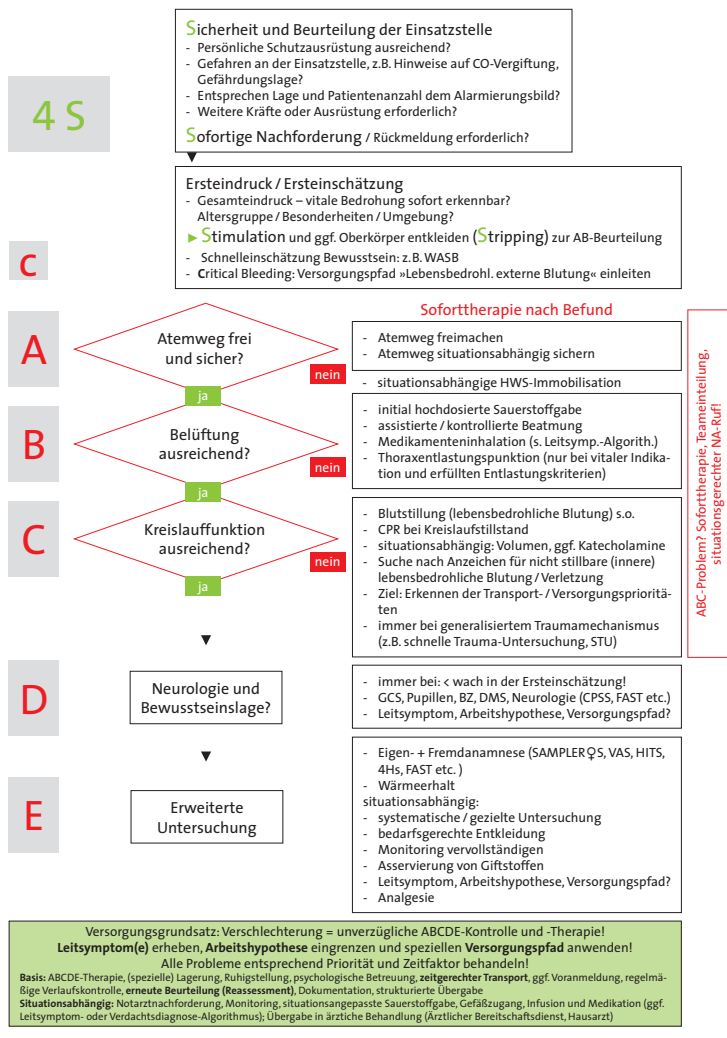 4 S
Sicherheit und Beurteilung der Einsatzstelle
- Persönliche Schutzausrüstung ausreichend?
- Gefahren an der Einsatzstelle, z.B. Hinweise auf CO-Vergiftung,
Gefährdungslage?
- Entsprechen Lage und Patientenanzahl dem Alarmierungsbild?
- Weitere Kräfte oder Ausrüstung erforderlich?
Sofortige Nachforderung / Rückmeldung erforderlich?
c
Ersteindruck / Ersteinschätzung
- Gesamteindruck – vitale Bedrohung sofort erkennbar?
Altersgruppe / Besonderheiten / Umgebung?
► Stimulation und ggf. Oberkörper entkleiden (Stripping) zur AB-Beurteilung
- Schnelleinschätzung Bewusstsein: z.B. WASB
- Critical Bleeding: Versorgungspfad »Lebensbedrohl. externe Blutung« einleiten
Soforttherapie nach Befund
A
Atemweg frei
und sicher?
nein
ja
- Atemweg freimachen
- Atemweg situationsabhängig sichern
- situationsabhängige HWS-Immobilisation
B
Belüftung
ausreichend?
nein
ja
- initial hochdosierte Sauerstoffgabe
- assistierte / kontrollierte Beatmung
- Medikamenteninhalation (s. Leitsymp.-Algorith.)
- Thoraxentlastungspunktion (nur bei vitaler Indika-
tion und erfüllten Entlastungskriterien)
C
Kreislauffunktion
ausreichend?
nein
ja
- Blutstillung (lebensbedrohliche Blutung) s.o.
- CPR bei Kreislaufstillstand
- situationsabhängig: Volumen, ggf. Katecholamine
- Suche nach Anzeichen für nicht stillbare (innere)
lebensbedrohliche Blutung / Verletzung
- Ziel: Erkennen der Transport- / Versorgungsprioritä-
ten
- immer bei generalisiertem Traumamechanismus
(z.B. schnelle Trauma-Untersuchung, STU)
ABC-Problem? Soforttherapie, Teameinteilung,
situationsgerechter NA-Ruf!
D
Neurologie und
Bewusstseinslage?
- immer bei: < wach in der Ersteinschätzung!
- GCS, Pupillen, BZ, DMS, Neurologie (CPSS, FAST etc.)
- Leitsymptom, Arbeitshypothese, Versorgungspfad?
E
Erweiterte
Untersuchung
- Eigen- + Fremdanamnese (SAMPLER♀S, VAS, HITS,
4Hs, FAST etc. )
- Wärmeerhalt
situationsabhängig:
- systematische / gezielte Untersuchung
- bedarfsgerechte Entkleidung
- Monitoring vervollständigen
- Asservierung von Giftstoffen
- Leitsymptom, Arbeitshypothese, Versorgungspfad?
- Analgesie
Versorgungsgrundsatz: Verschlechterung = unverzügliche ABCDE-Kontrolle und -Therapie!
Leitsymptom(e) erheben, Arbeitshypothese eingrenzen und speziellen Versorgungspfad anwenden!
Alle Probleme entsprechend Priorität und Zeitfaktor behandeln!
Basis: ABCDE-Therapie, (spezielle) Lagerung, Ruhigstellung, psychologische Betreuung, zeitgerechter Transport, ggf. Voranmeldung, regelmä-
ßige Verlaufskontrolle, erneute Beurteilung (Reassessment), Dokumentation, strukturierte Übergabe
Situationsabhängig: Notarztnachforderung, Monitoring, situationsangepasste Sauerstoffgabe, Gefäßzugang, Infusion und Medikation (ggf.
Leitsymptom- oder Verdachtsdiagnose-Algorithmus); Übergabe in ärztliche Behandlung (Ärztlicher Bereitschaftsdienst, Hausarzt)